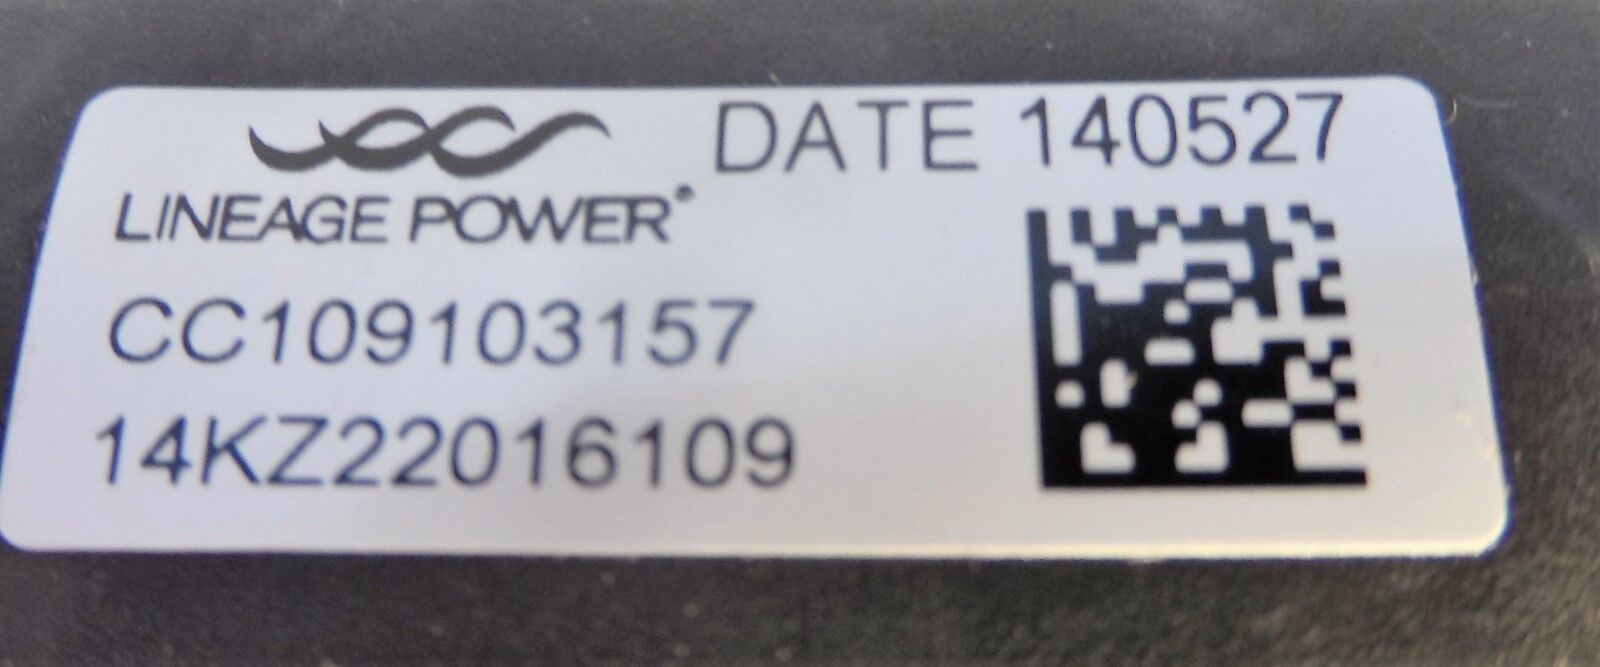 DATE 140527
LINEAGE POWER®
CC109103157
14KZ22016109